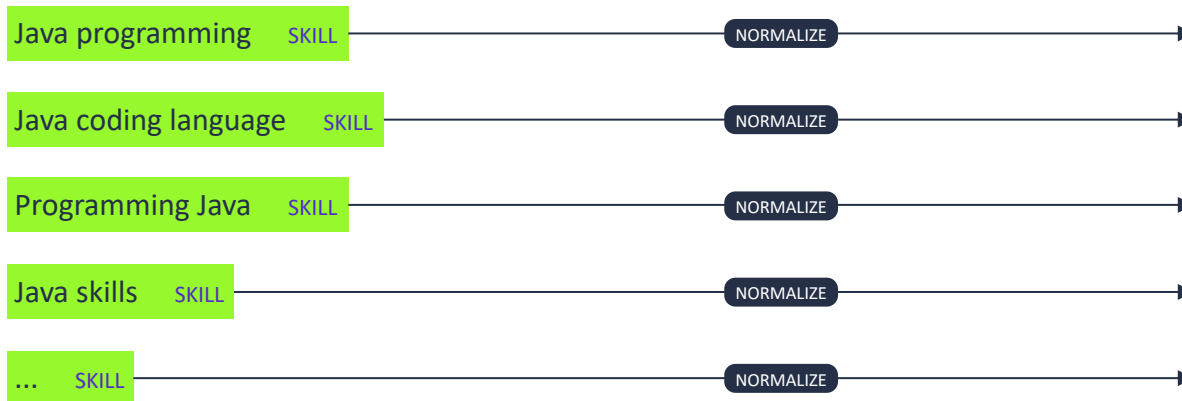 Java programming SKILL NORMALIZE
Java coding language SKILL NORMALIZE
Programming Java SKILL NORMALIZE
Java skills SKILL NORMALIZE
... SKILL NORMALIZE